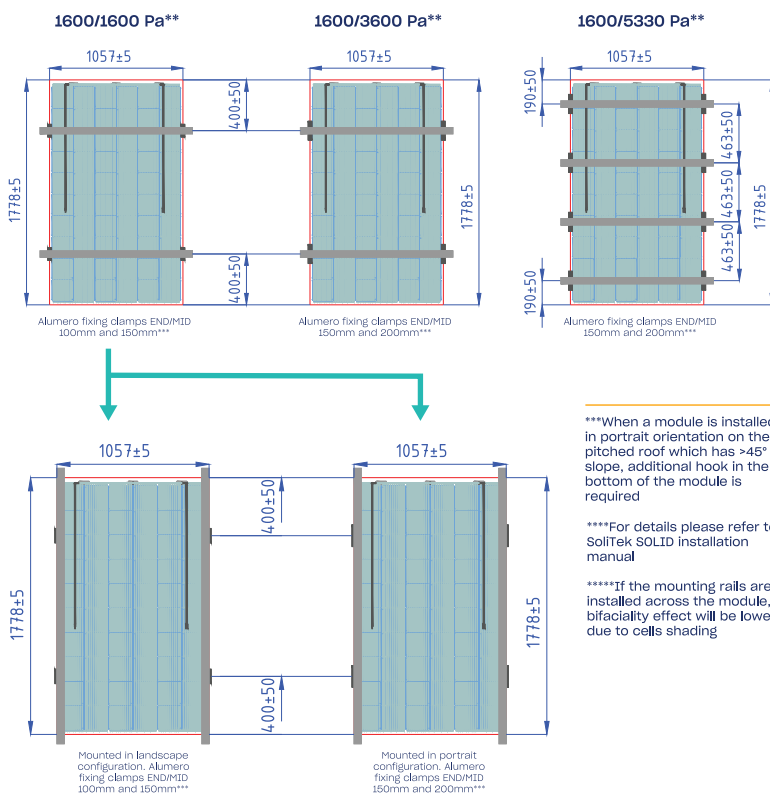 1600/1600 Pa**
1600/3600 Pa**
1600/5330 Pa**
1057±5
1057±5
1057±5
400±50
190±50
463±50
1778±5
1778±5
463±50
1778±5
400±50
463±50
190±50
Alumero fixing clamps END/MID
100mm and 150mm***
Alumero fixing clamps END/MID
150mm and 200mm***
Alumero fixing clamps END/MID
150mm and 200mm***
***When a module is installed
in portrait orientation on the
pitched roof which has >45°
slope, additional hook in the
bottom of the module is
required
****For details please refer to
SoliTek SOLID installation
manual
*****If the mounting rails are
installed across the module,
bifaciality effect will be lowe
due to cells shading
1057±5
1057±5
400±50
1778±5
1778±5
400±50
Mounted in landscape
configuration. Alumero
fixing clamps END/MID
100mm and 150mm***
Mounted in portrait
configuration. Alumero
fixing clamps END/MID
150mm and 200mm***